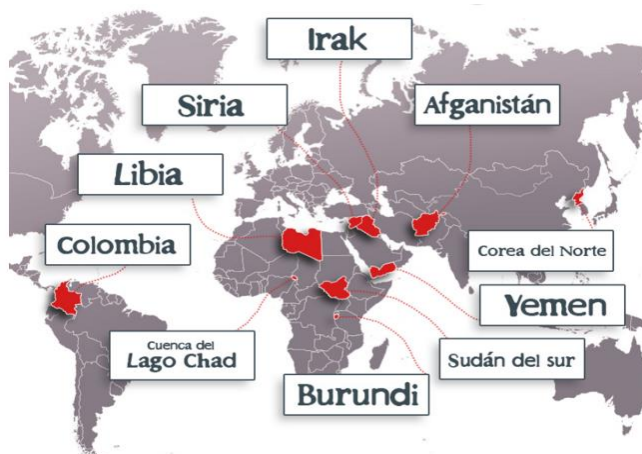 Irak
Siria
Afganistán
Libia
Colombia
Corea del Norte
Yemen
Cuenca del
Lago Chad
Sudán del sur
Burundi